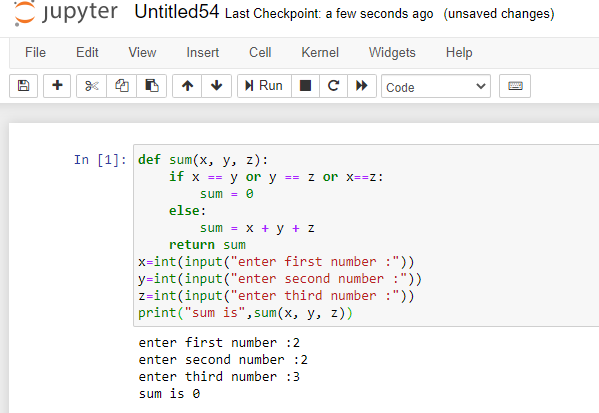 jupyter Untitled54 Last Checkpoint: a few seconds ago (unsaved changes)
File Edit View Insert Cell Kernel Widgets Help
Run Code
In [1]: def sum(x, y, z):
    if x == y or y == z or x==z:
        sum = 0
    else:
        sum = x + y + z
    return sum
x=int(input("enter first number :"))
y=int(input("enter second number :"))
z=int(input("enter third number :"))
print("sum is",sum(x, y, z))
enter first number :2
enter second number :2
enter third number :3
sum is 0